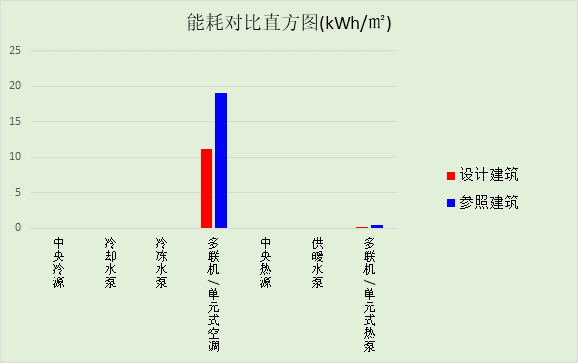 能耗对比直方图(kWh/㎡)
25
20
15
10
5
0
中央冷源
冷却水泵
冷冻水泵
多联机/单元式空调
中央热源
供暖水泵
多联机/单元式热泵
设计建筑
参照建筑